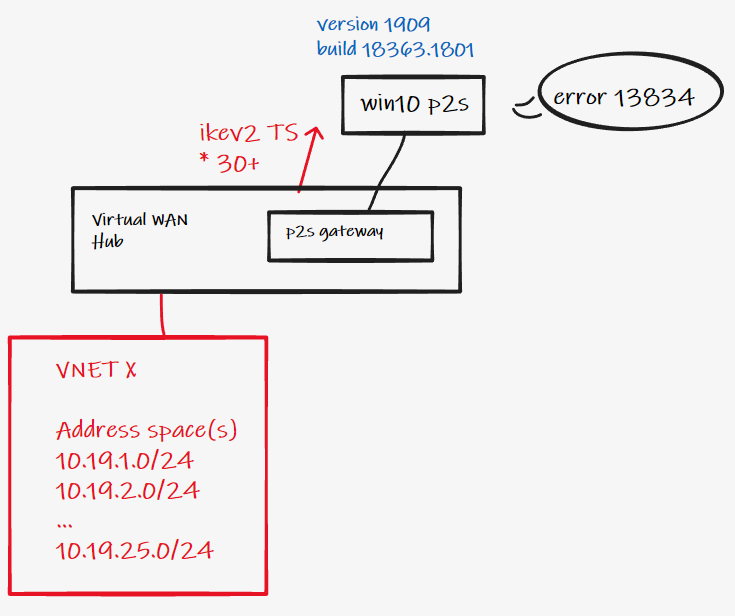 version 1909
build 18363.1801
win10 p2s
error 13834
ikev2 TS
* 30+
Virtual WAN
Hub
p2s gateway
VNET X
Address space(s)
10.19.1.0/24
10.19.2.0/24
...
10.19.25.0/24